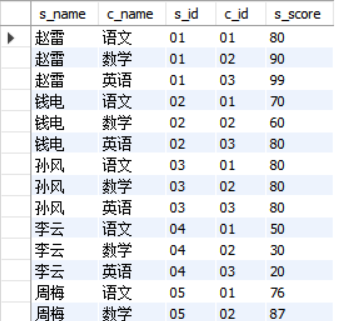 s_name c_name s_id c_id s_score
赵雷 语文 01 01 80
赵雷 数学 01 02 90
赵雷 英语 01 03 99
钱电 语文 02 01 70
钱电 数学 02 02 60
钱电 英语 02 03 80
孙风 语文 03 01 80
孙风 数学 03 02 80
孙风 英语 03 03 80
李云 语文 04 01 50
李云 数学 04 02 30
李云 英语 04 03 20
周梅 语文 05 01 76
周梅 数学 05 02 87